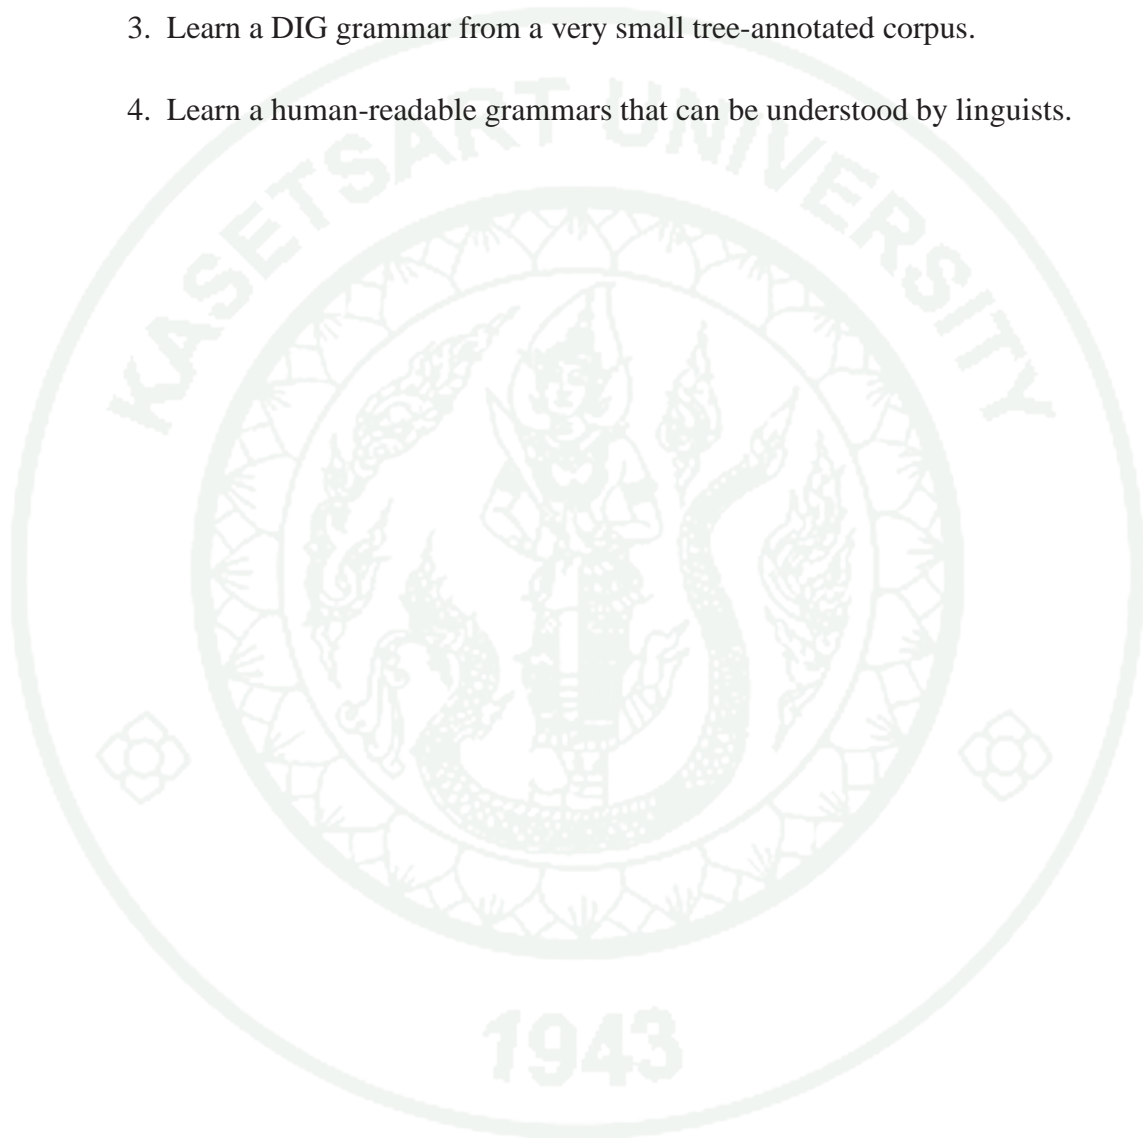 3. Learn a DIG grammar from a very small tree-annotated corpus.
4. Learn a human-readable grammars that can be understood by linguists.
KASETSART UNIVERSITY
1943